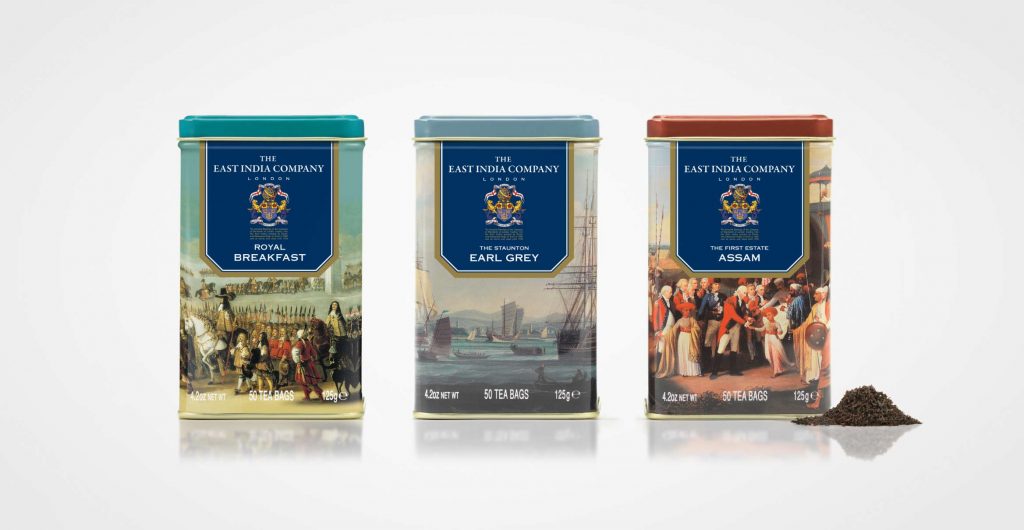 THE
EAST INDIA COMPANY
LONDON
ROYAL
BREAKFAST
4.2OZ NET WT 50 TEA BAGS 125g ℮
THE
EAST INDIA COMPANY
LONDON
THE STAUNTON
EARL GREY
4.2OZ NET WT 50 TEA BAGS 125g ℮
THE
EAST INDIA COMPANY
LONDON
THE FIRST ESTATE
ASSAM
4.2OZ NET WT 50 TEA BAGS 125g ℮